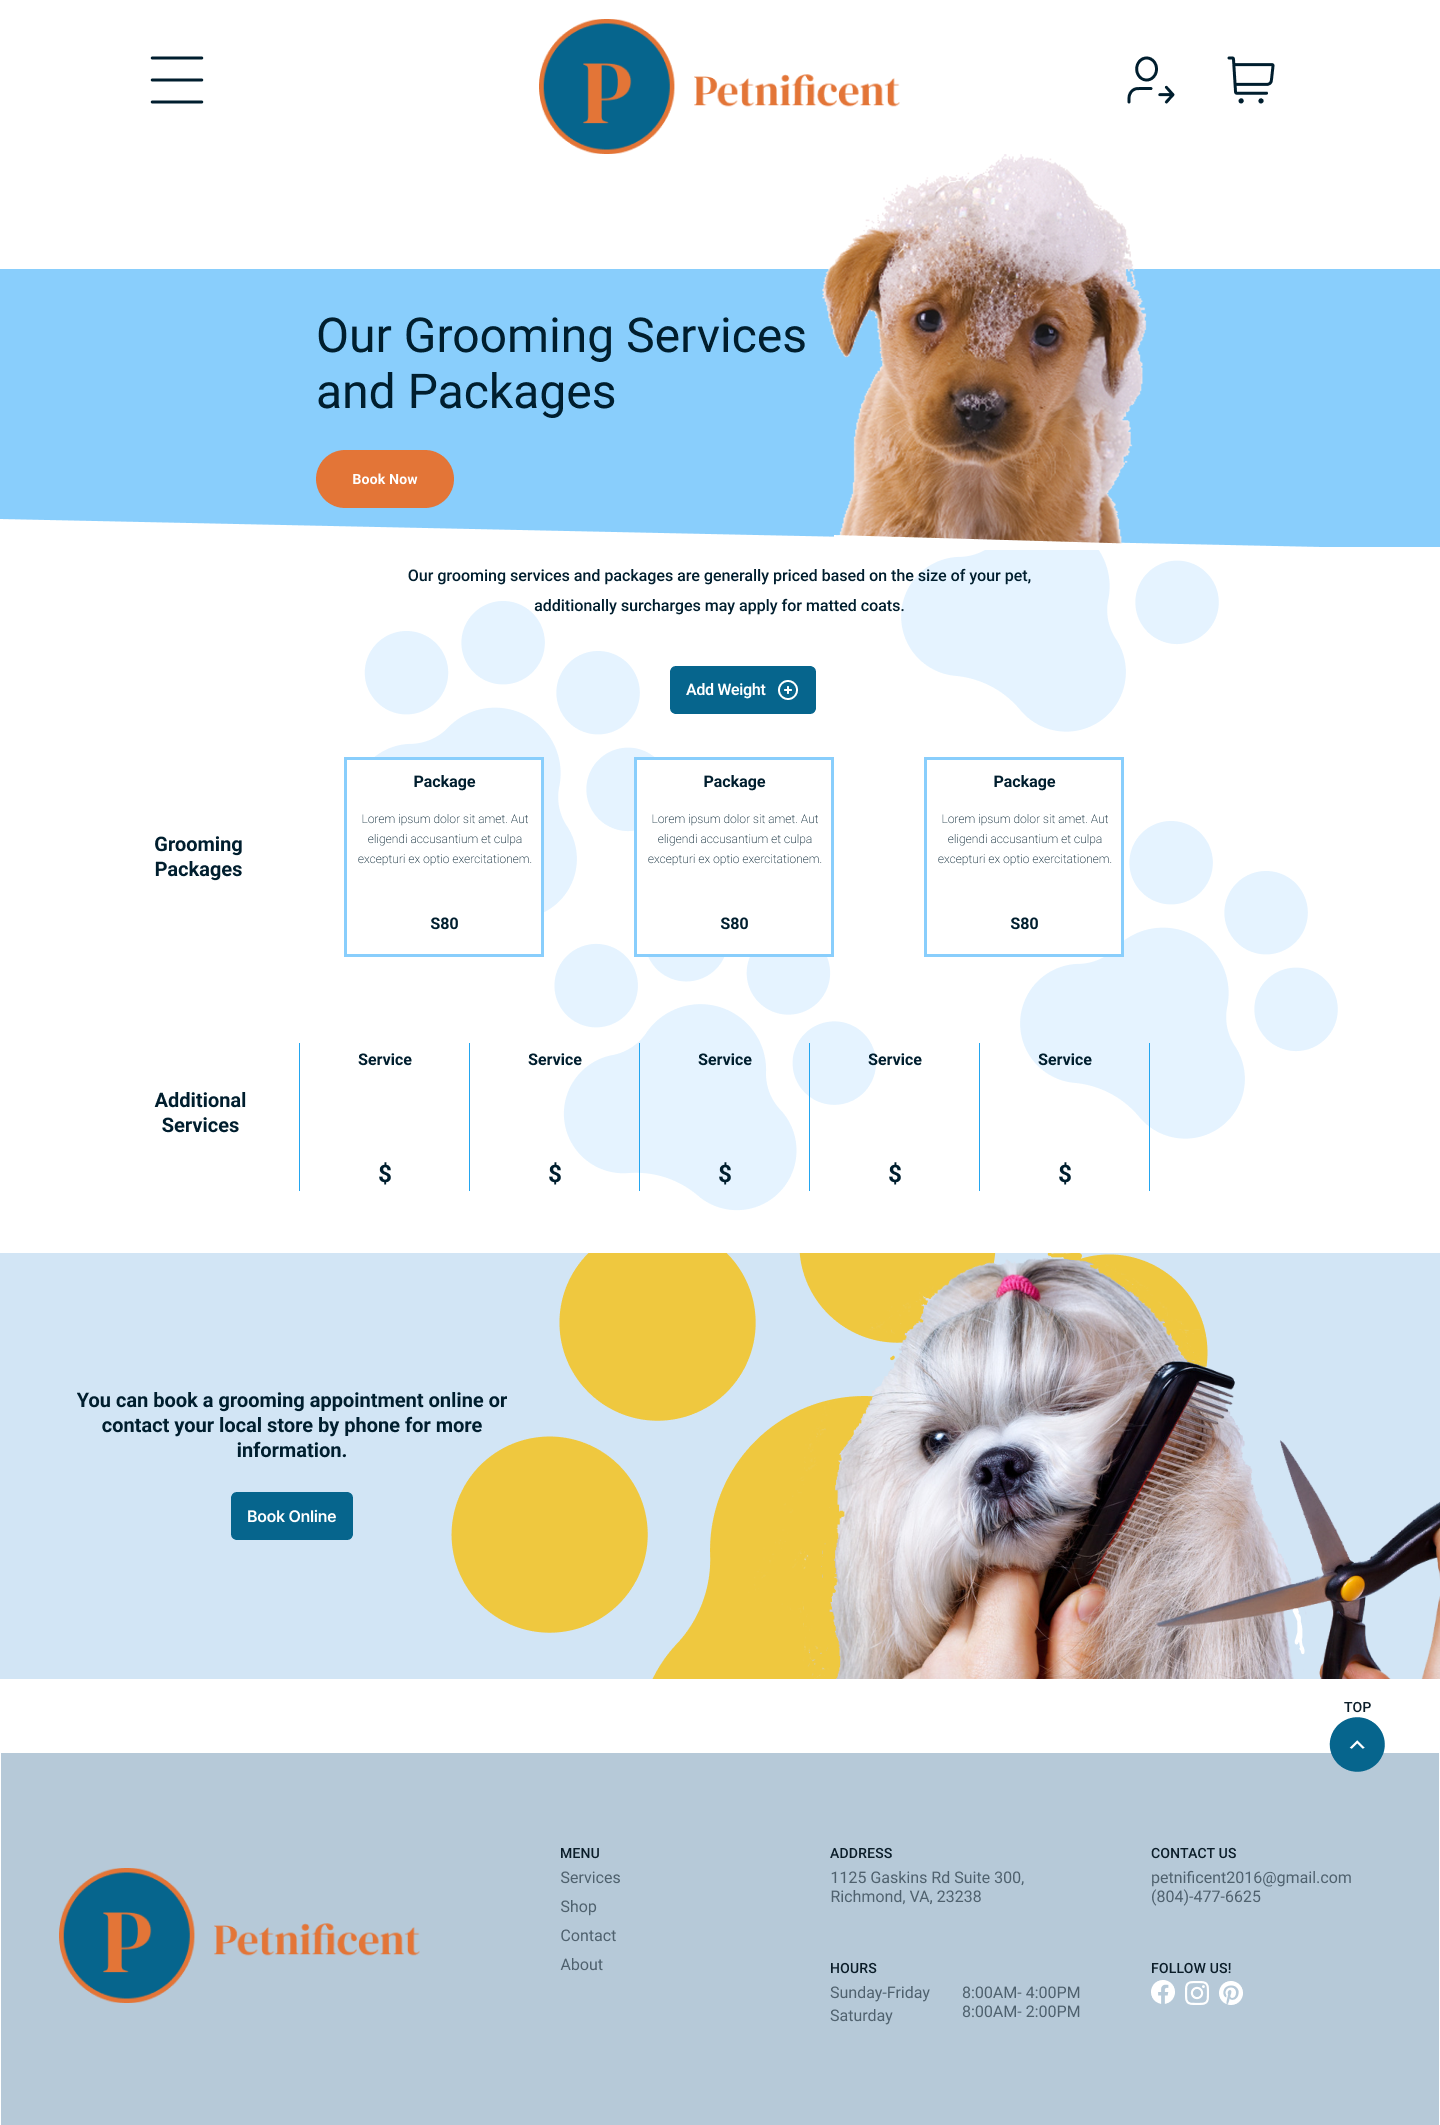 P
Petnificent
Our Grooming Services
and Packages
Book Now
Our grooming services and packages are generally priced based on the size of your pet,
additionally surcharges may apply for matted coats.
Add Weight
Grooming
Packages
Package
Lorem ipsum dolor sit amet. Aut
eligendi accusantium et culpa
excepturi ex optio exercitationem.
S80
Package
Lorem ipsum dolor sit amet. Aut
eligendi accusantium et culpa
excepturi ex optio exercitationem.
S80
Package
Lorem ipsum dolor sit amet. Aut
eligendi accusantium et culpa
excepturi ex optio exercitationem.
S80
Additional
Services
Service
$
Service
$
Service
$
Service
$
Service
$
You can book a grooming appointment online or
contact your local store by phone for more
information.
Book Online
TOP
P
Petnificent
MENU
Services
Shop
Contact
About
ADDRESS
1125 Gaskins Rd Suite 300,
Richmond, VA, 23238
HOURS
Sunday-Friday 8:00AM- 4:00PM
Saturday 8:00AM- 2:00PM
CONTACT US
petnificent2016@gmail.com
(804)-477-6625
FOLLOW US!